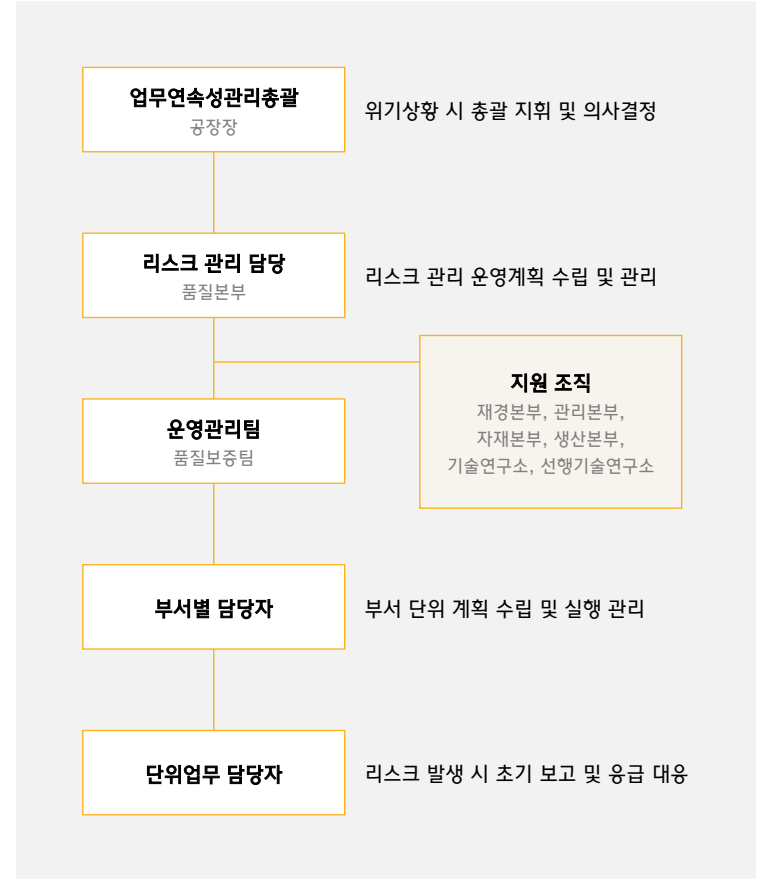 업무연속성관리총괄
공장장
위기상황 시 총괄 지휘 및 의사결정
리스크 관리 담당
품질본부
리스크 관리 운영계획 수립 및 관리
지원 조직
재경본부, 관리본부,
자재본부, 생산본부,
기술연구소, 선행기술연구소
운영관리팀
품질보증팀
부서별 담당자
부서 단위 계획 수립 및 실행 관리
단위업무 담당자
리스크 발생 시 초기 보고 및 응급 대응